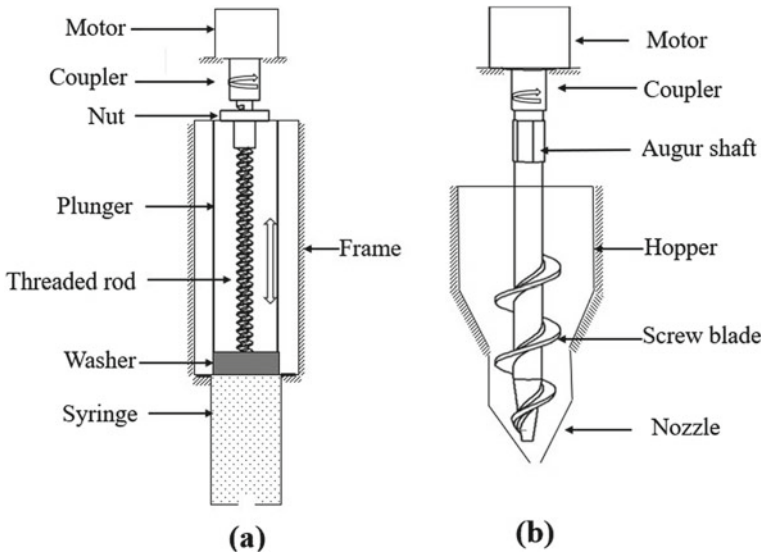 Motor
Coupler
Nut
Plunger
Threaded rod
Washer
Syringe
Frame
(a)
Motor
Coupler
Augur shaft
Hopper
Screw blade
Nozzle
(b)